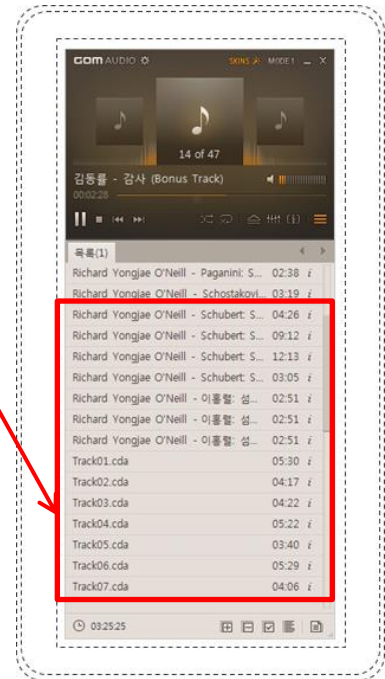 GOM AUDIO SKINS MODE1
14 of 47
김동률 - 감사 (Bonus Track)
00:02:28
목록(1)
Richard Yongjae O'Neill - Paganini: S... 02:38 i
Richard Yongjae O'Neill - Schostakovi... 03:19 i
Richard Yongjae O'Neill - Schubert: S... 04:26 i
Richard Yongjae O'Neill - Schubert: S... 09:12 i
Richard Yongjae O'Neill - Schubert: S... 12:13 i
Richard Yongjae O'Neill - Schubert: S... 03:05 i
Richard Yongjae O'Neill - 이홍렬: 섬... 02:51 i
Richard Yongjae O'Neill - 이홍렬: 섬... 02:51 i
Richard Yongjae O'Neill - 이홍렬: 섬... 02:51 i
Track01.cda 05:30 i
Track02.cda 04:17 i
Track03.cda 04:22 i
Track04.cda 05:22 i
Track05.cda 03:40 i
Track06.cda 05:29 i
Track07.cda 04:06 i
03:25:25